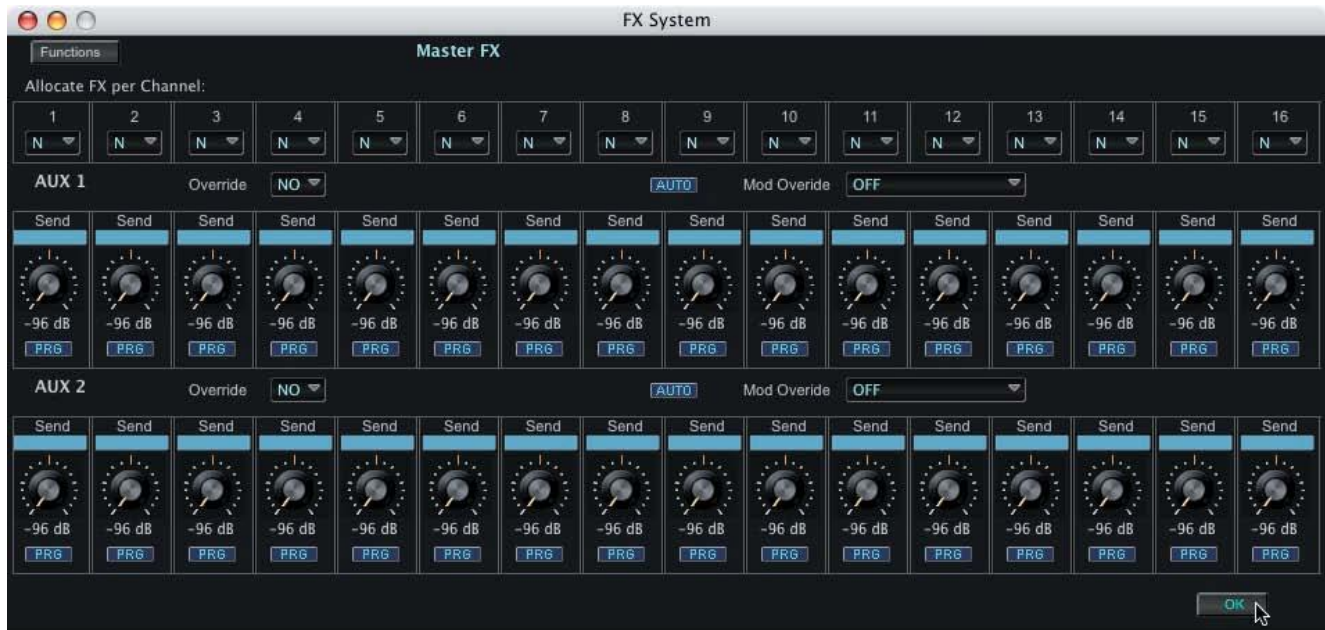 FX System
Functions Master FX
Allocate FX per Channel:
1 2 3 4 5 6 7 8 9 10 11 12 13 14 15 16
N N N N N N N N N N N N N N N N
AUX 1 Override NO AUTO Mod Overide OFF
Send Send Send Send Send Send Send Send Send Send Send Send Send Send Send Send
-96 dB -96 dB -96 dB -96 dB -96 dB -96 dB -96 dB -96 dB -96 dB -96 dB -96 dB -96 dB -96 dB -96 dB -96 dB -96 dB
PRG PRG PRG PRG PRG PRG PRG PRG PRG PRG PRG PRG PRG PRG PRG PRG
AUX 2 Override NO AUTO Mod Overide OFF
Send Send Send Send Send Send Send Send Send Send Send Send Send Send Send Send
-96 dB -96 dB -96 dB -96 dB -96 dB -96 dB -96 dB -96 dB -96 dB -96 dB -96 dB -96 dB -96 dB -96 dB -96 dB -96 dB
PRG PRG PRG PRG PRG PRG PRG PRG PRG PRG PRG PRG PRG PRG PRG PRG
OK